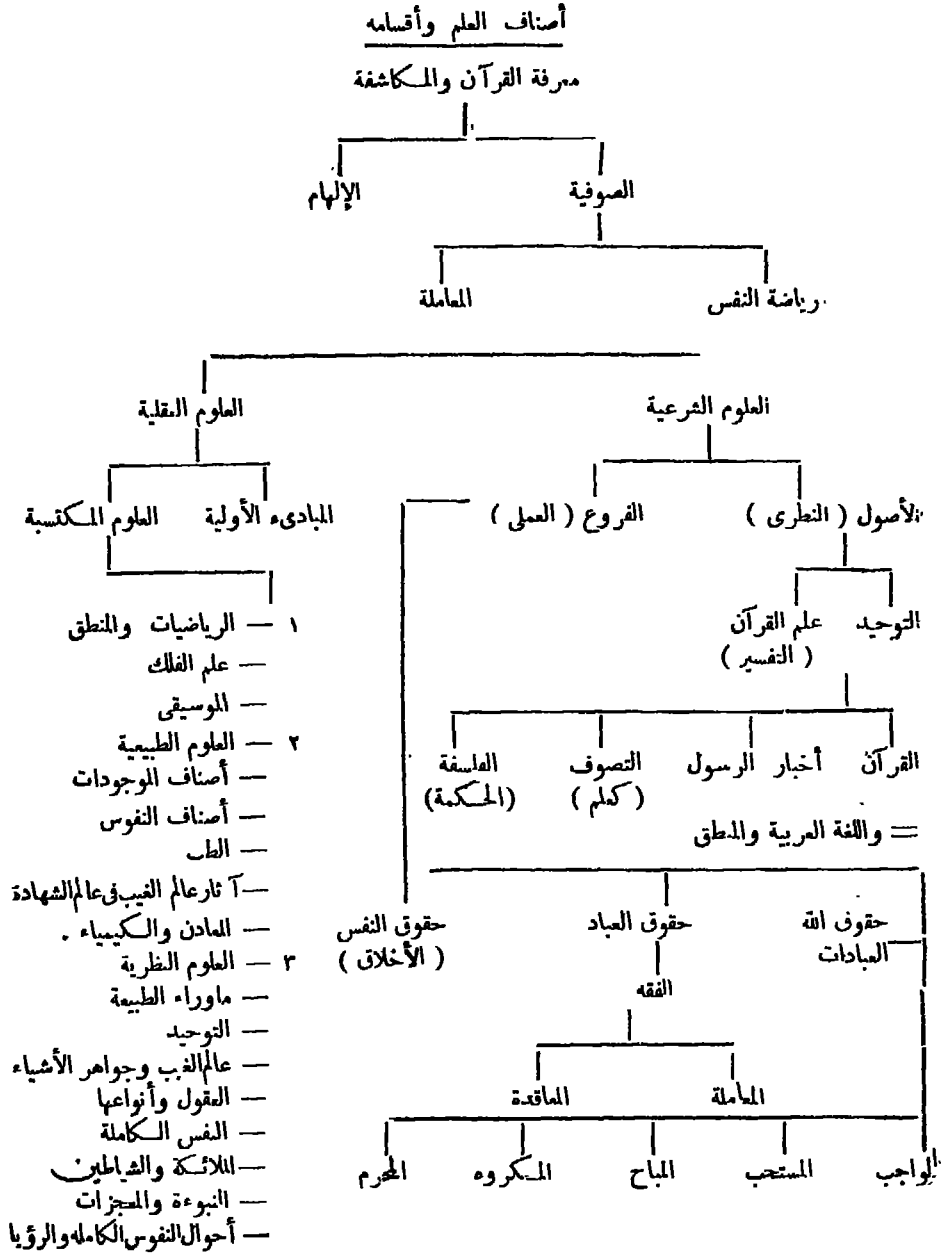 أصناف العلم وأقسامه
معرفة القرآن والمكاشفة
الصوفية
الإلهام
رياضة النفس
المعاملة
العلوم الشرعية
العلوم العقلية
الأصول ( النظرى )
الفروع ( العملى )
المبادىء الأولية
العلوم المكتسبة
التوحيد
علم القرآن
( التفسير )
القرآن
أخبار الرسول
التصوف
( كعلم )
الفلسفة
(الحكمة)
= واللغة العربية والمنطق
حقوق الله
العبادات
حقوق العباد
حقوق النفس
( الأخلاق )
الفقه
المعاملة
المعاقدة
الواجب
المستحب
المباح
المكروه
المحرم
١ — الرياضيات والمنطق
— علم الفلك
— الموسيقى
٢ — العلوم الطبيعية
— أصناف الموجودات
— أصناف النفوس
— الطب
— آثار عالم الغيب فى عالم الشهادة
— المعادن والكيمياء .
٣ — العلوم النظرية
— ماوراء الطبيعة
— التوحيد
— عالم الغيب وجواهر الأشياء
— العقول وأنواعها
— النفس الكاملة
— الملائكة والشياطين
— النبوءة والمعجزات
— أحوال النفوس الكاملة والرؤيا